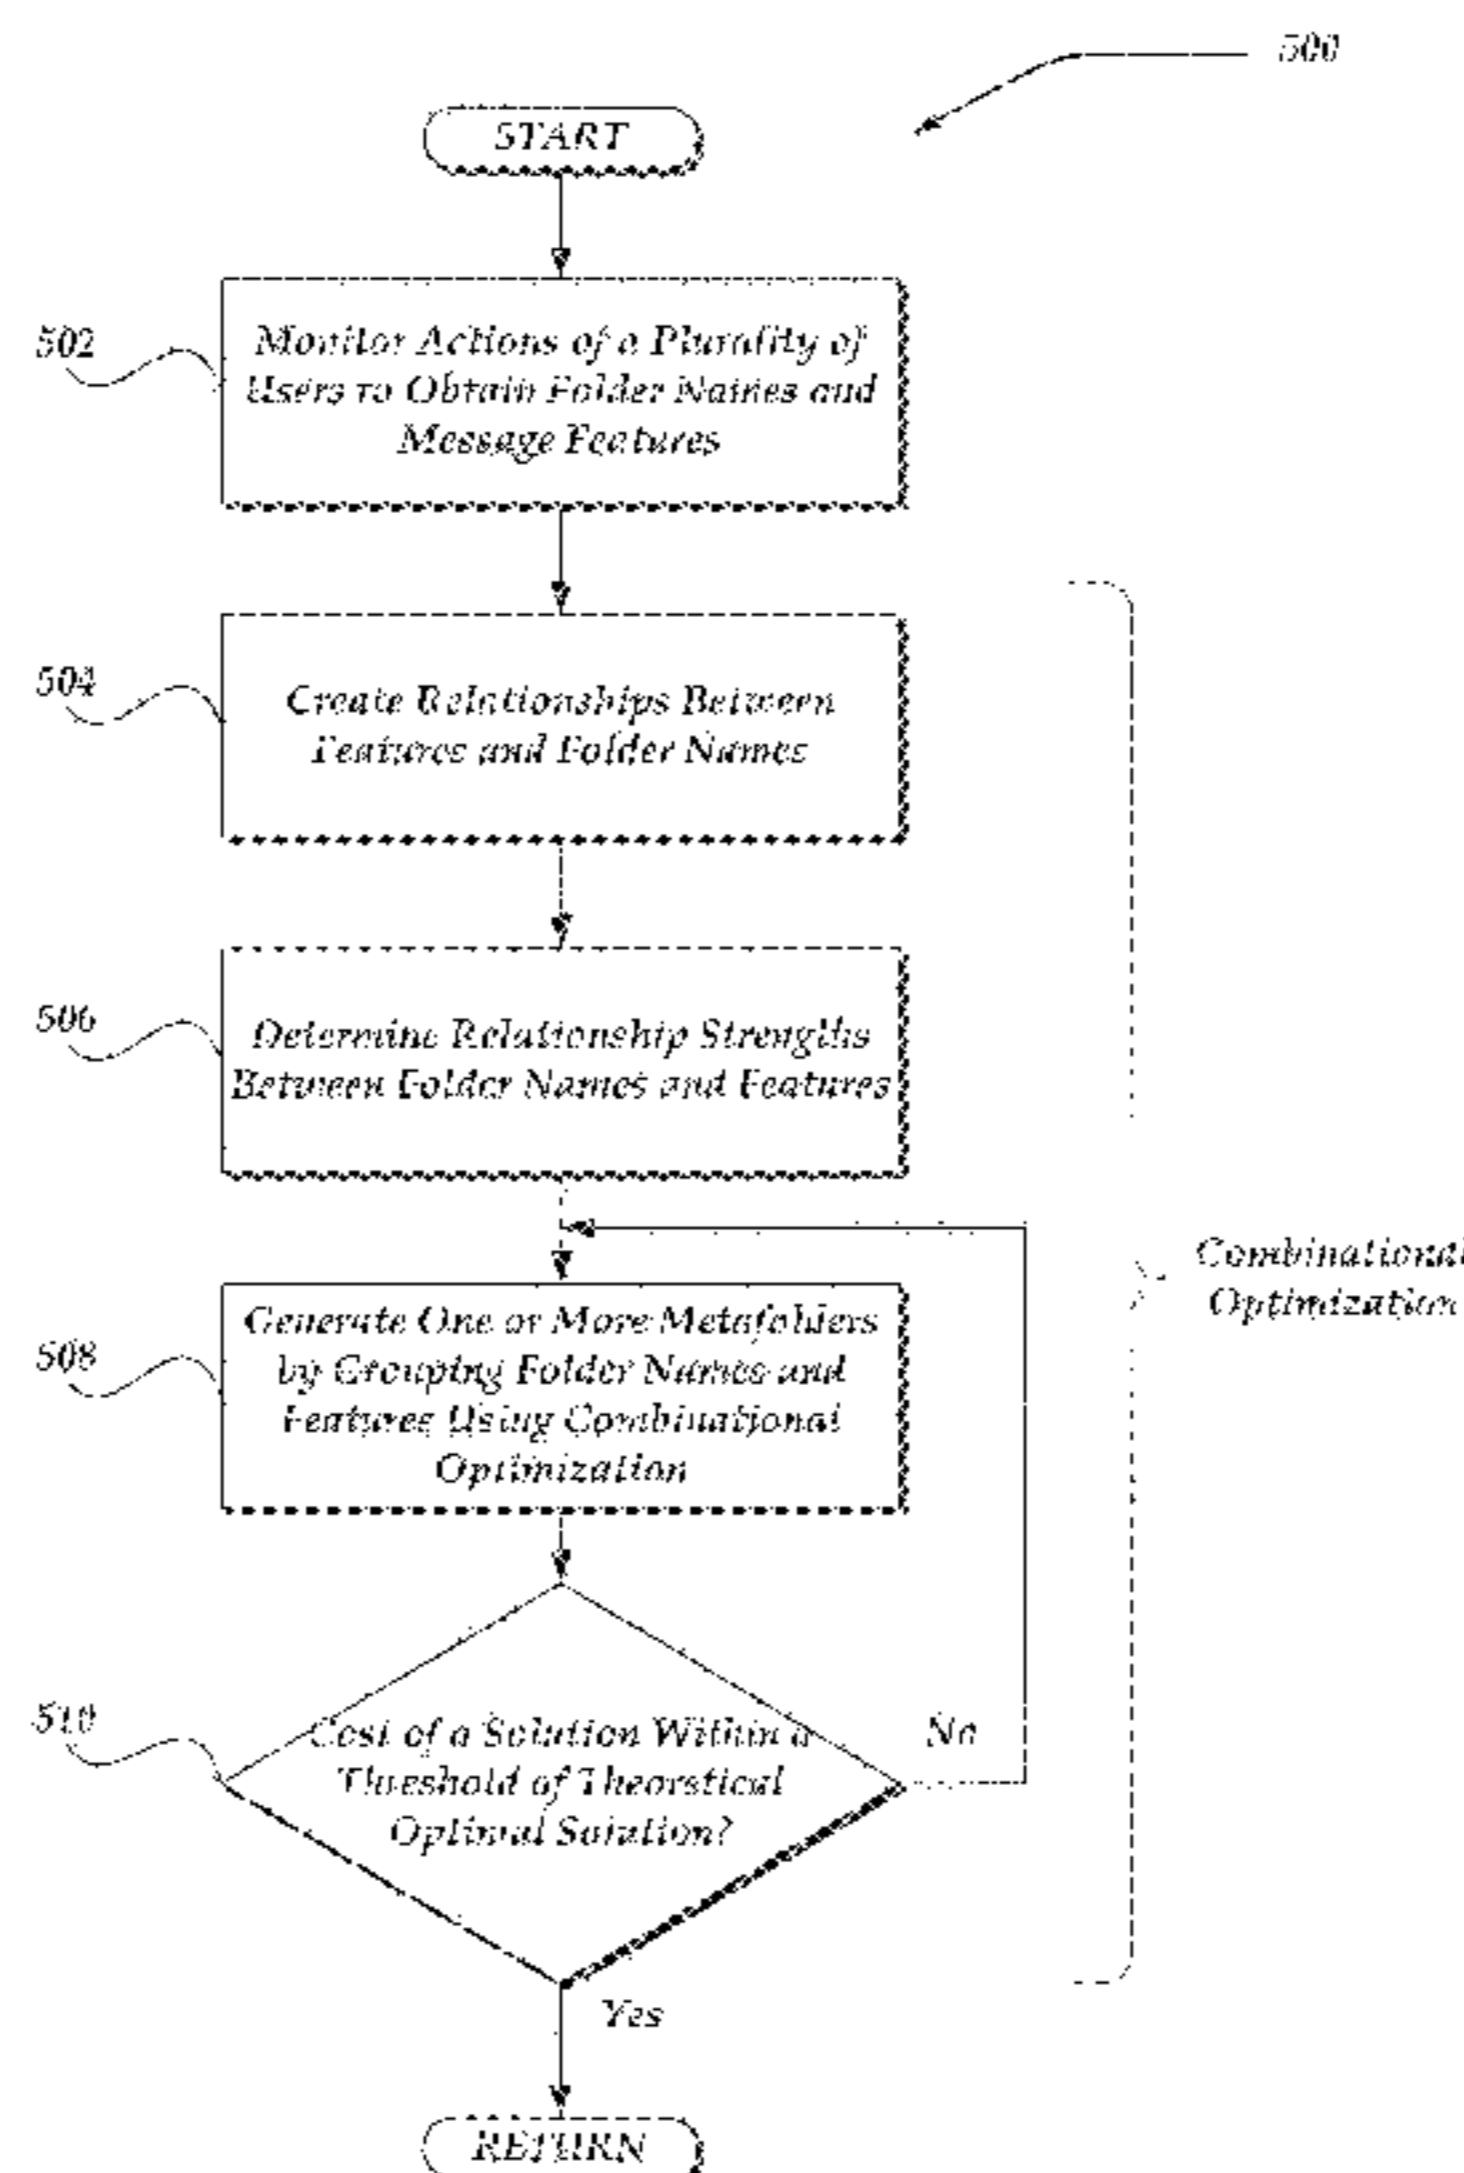 500
START
502
Monitor Actions of a Plurality of
Users to Obtain Folder Names and
Message Features
504
Create Relationships Between
Features and Folder Names
506
Determine Relationship Strengths
Between Folder Names and Features
508
Generate One or More Metafolders
by Grouping Folder Names and
Features Using Combinational
Optimization
Combinational
Optimization
510
Cost of a Solution Within a
Threshold of Theoretical
Optimal Solution?
No
Yes
RETURN